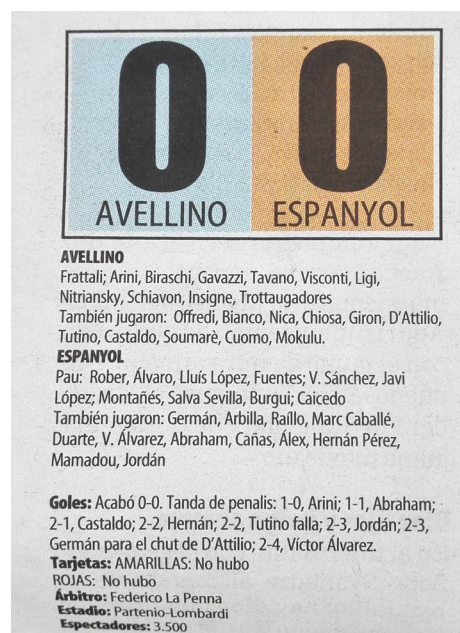 0 0
AVELLINO ESPANYOL
AVELLINO
Frattali; Arini, Biraschi, Gavazzi, Tavano, Visconti, Ligi,
Nitriansky, Schiavon, Insigne, Trottaugadores
También jugaron: Offredi, Bianco, Nica, Chiosa, Giron, D'Attilio,
Tutino, Castaldo, Soumarè, Cuomo, Mokulu.
ESPANYOL
Pau: Rober, Álvaro, Lluís López, Fuentes; V. Sánchez, Javi
López; Montañés, Salva Sevilla, Burgui; Caicedo
También jugaron: Germán, Arbilla, Raíllo, Marc Caballé,
Duarte, V. Álvarez, Abraham, Cañas, Álex, Hernán Pérez,
Mamadou, Jordán
Goles: Acabó 0-0. Tanda de penalis: 1-0, Arini; 1-1, Abraham;
2-1, Castaldo; 2-2, Hernán; 2-2, Tutino falla; 2-3, Jordán; 2-3,
Germán para el chut de D'Attilio; 2-4, Víctor Álvarez.
Tarjetas: AMARILLAS: No hubo
ROJAS: No hubo
Árbitro: Federico La Penna
Estadio: Partenio-Lombardi
Espectadores: 3.500